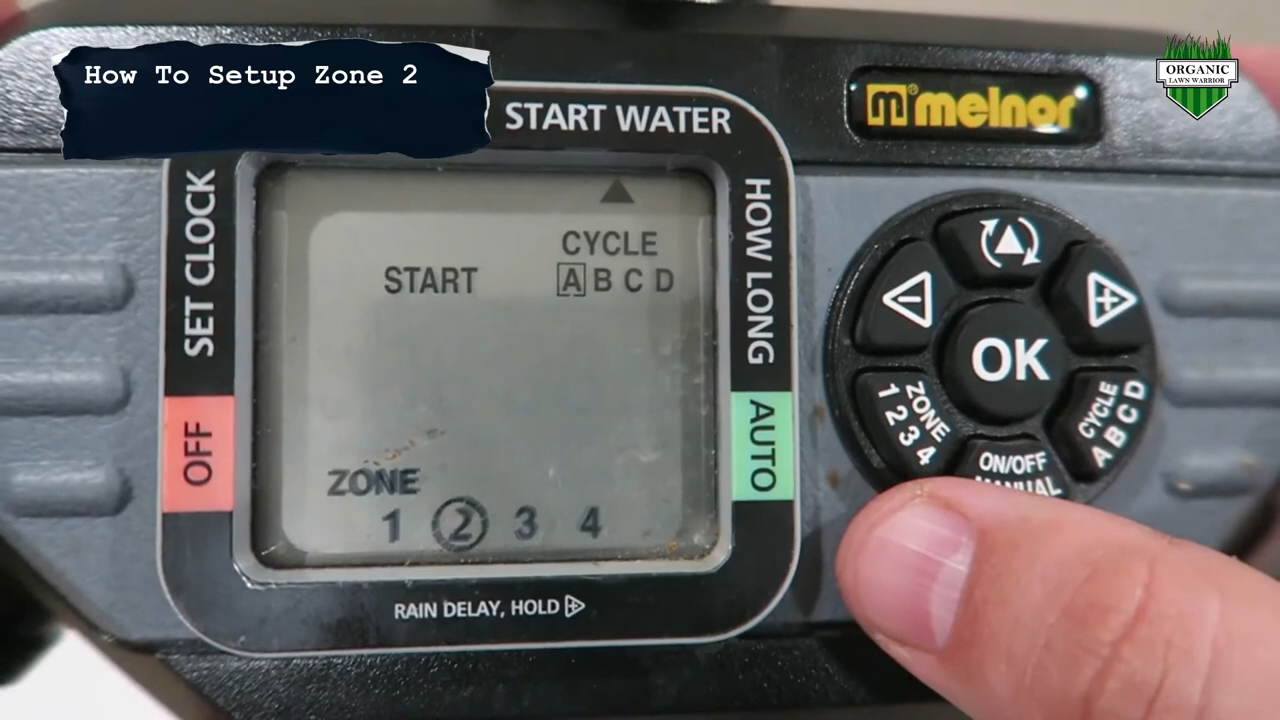 How To Setup Zone 2
START WATER
melnor
ORGANIC
LAWN WARRIOR
SET CLOCK
OFF
CYCLE
START
A B C D
ZONE
1 2 3 4
HOW LONG
AUTO
RAIN DELAY, HOLD
OK
ZONE
1 2 3 4
ON/OFF
MANUAL
CYCLE
A B C D